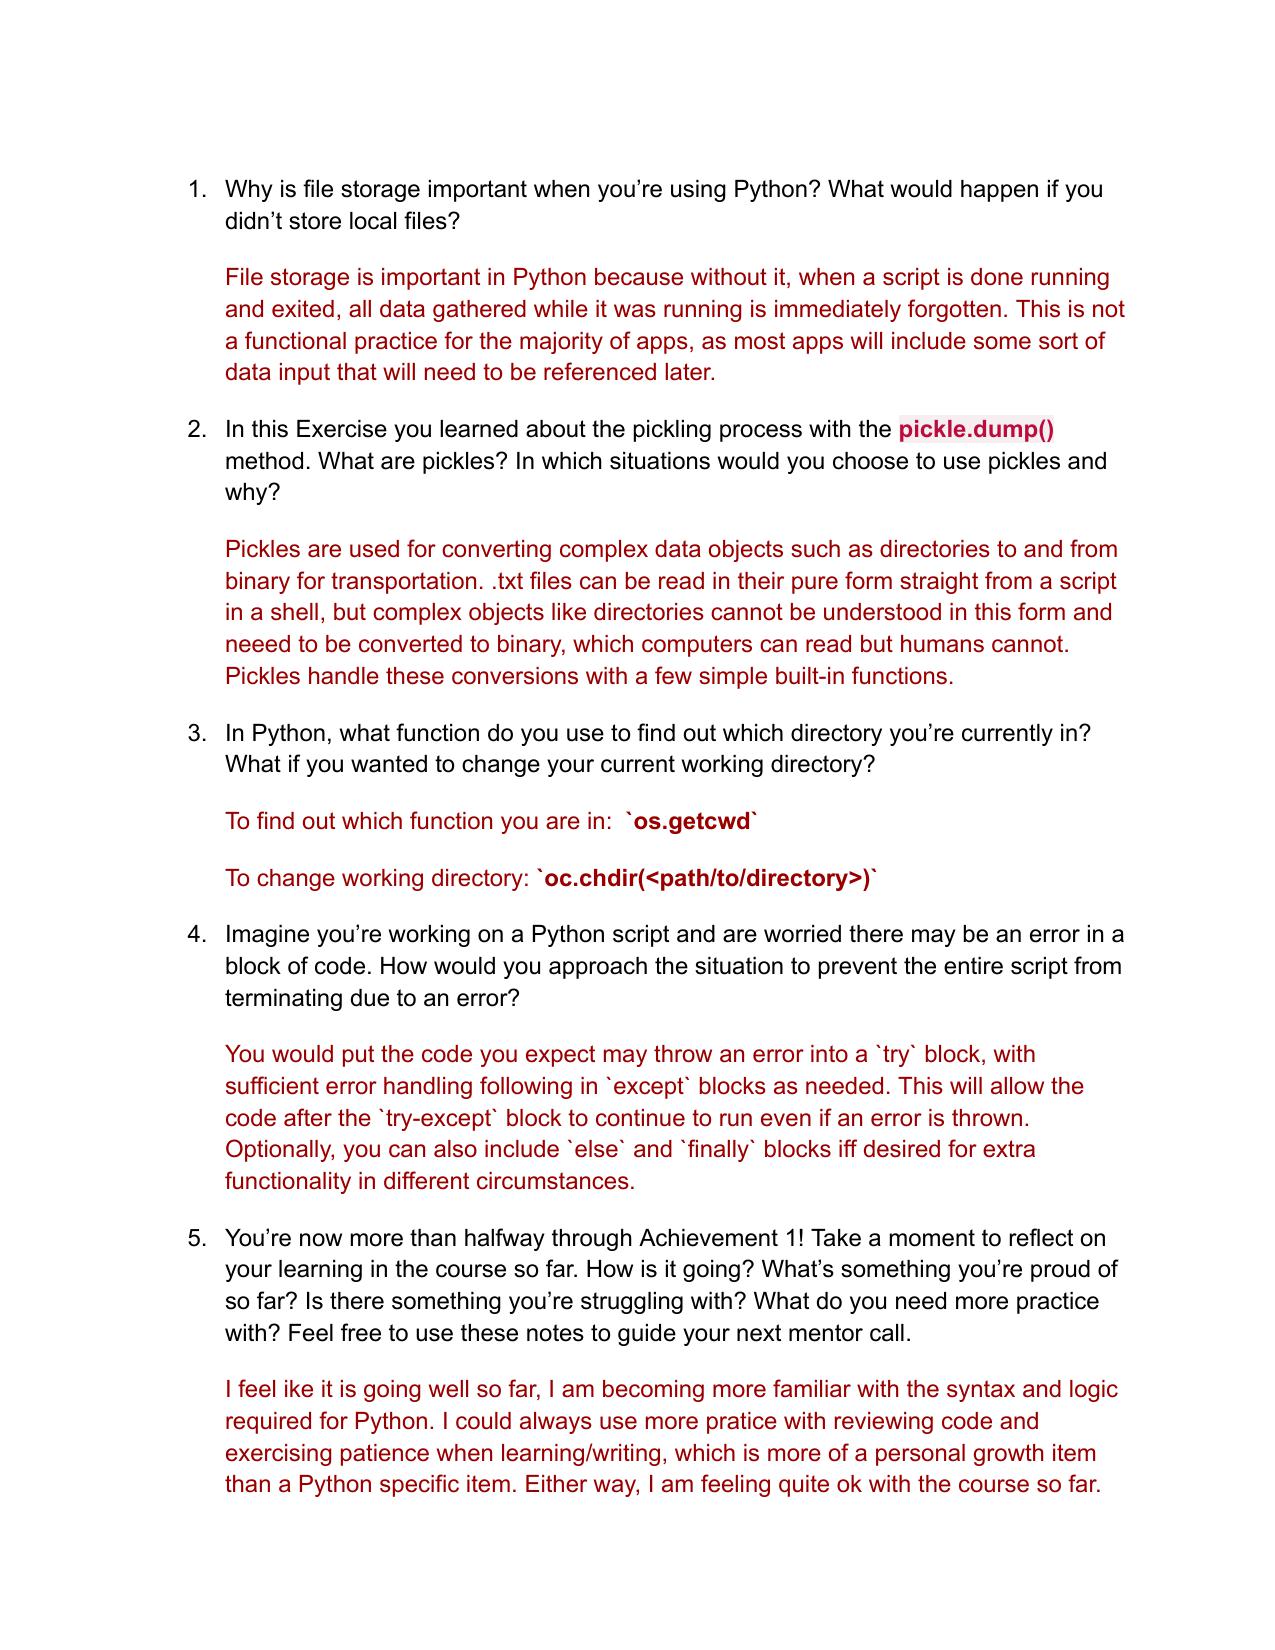 1. Why is file storage important when you’re using Python? What would happen if you
didn’t store local files?
File storage is important in Python because without it, when a script is done running
and exited, all data gathered while it was running is immediately forgotten. This is not
a functional practice for the majority of apps, as most apps will include some sort of
data input that will need to be referenced later.
2. In this Exercise you learned about the pickling process with the pickle.dump()
method. What are pickles? In which situations would you choose to use pickles and
why?
Pickles are used for converting complex data objects such as directories to and from
binary for transportation. .txt files can be read in their pure form straight from a script
in a shell, but complex objects like directories cannot be understood in this form and
neeed to be converted to binary, which computers can read but humans cannot.
Pickles handle these conversions with a few simple built-in functions.
3. In Python, what function do you use to find out which directory you’re currently in?
What if you wanted to change your current working directory?
To find out which function you are in: `os.getcwd`
To change working directory: `oc.chdir(<path/to/directory>)`
4. Imagine you’re working on a Python script and are worried there may be an error in a
block of code. How would you approach the situation to prevent the entire script from
terminating due to an error?
You would put the code you expect may throw an error into a `try` block, with
sufficient error handling following in `except` blocks as needed. This will allow the
code after the `try-except` block to continue to run even if an error is thrown.
Optionally, you can also include `else` and `finally` blocks iff desired for extra
functionality in different circumstances.
5. You’re now more than halfway through Achievement 1! Take a moment to reflect on
your learning in the course so far. How is it going? What’s something you’re proud of
so far? Is there something you’re struggling with? What do you need more practice
with? Feel free to use these notes to guide your next mentor call.
I feel ike it is going well so far, I am becoming more familiar with the syntax and logic
required for Python. I could always use more pratice with reviewing code and
exercising patience when learning/writing, which is more of a personal growth item
than a Python specific item. Either way, I am feeling quite ok with the course so far.